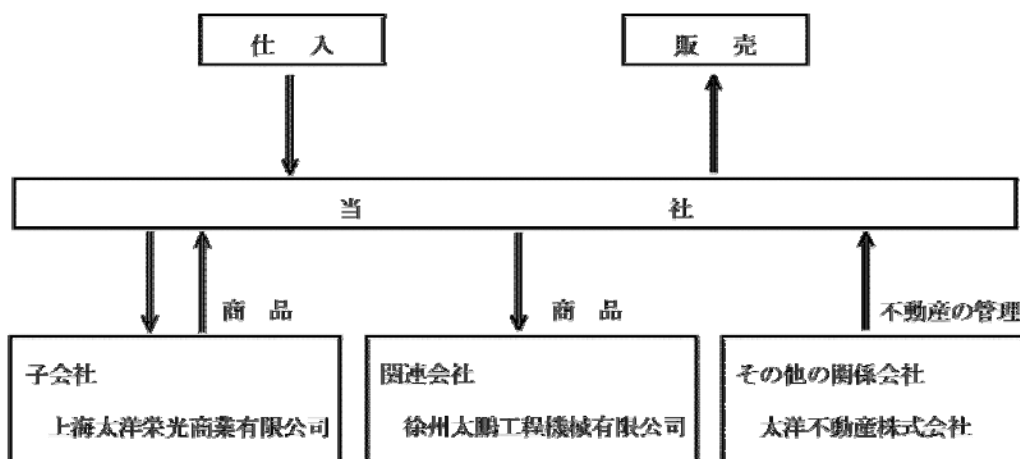 仕 入
販 売
当 社
商 品
商 品
不動産の管理
子会社
上海太洋栄光商業有限公司
関連会社
徐州太鵬工程機械有限公司
その他の関係会社
太洋不動産株式会社